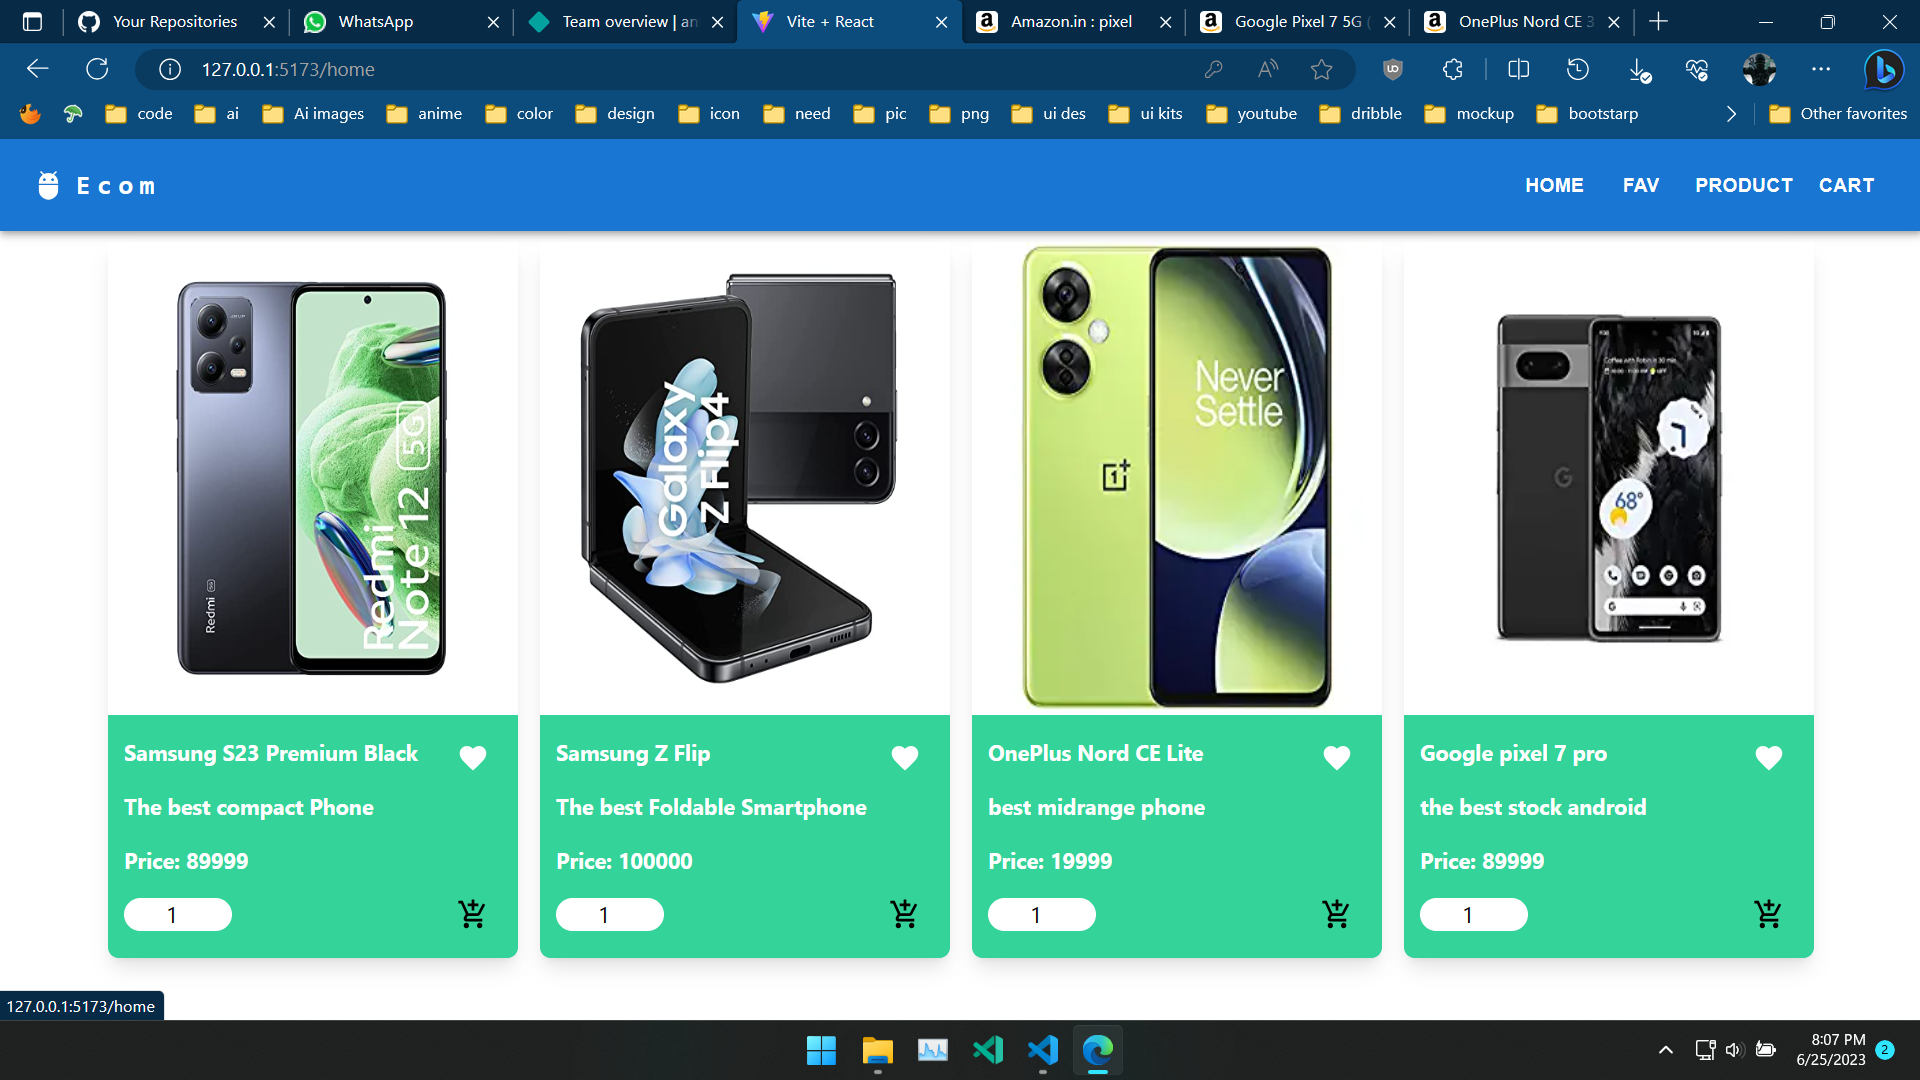 Your Repositories
WhatsApp
Team overview | an
Vite + React
Amazon.in : pixel
Google Pixel 7 5G (
OnePlus Nord CE 3
127.0.0.1:5173/home
code
ai
Ai images
anime
color
design
icon
need
pic
png
ui des
ui kits
youtube
dribble
mockup
bootstarp
Other favorites
Ecom
HOME
FAV
PRODUCT
CART
Redmi
Redmi
Note 12 5G
Galaxy
Z Flip4
Never
Settle
68°
Samsung S23 Premium Black
The best compact Phone
Price: 89999
1
Samsung Z Flip
The best Foldable Smartphone
Price: 100000
1
OnePlus Nord CE Lite
best midrange phone
Price: 19999
1
Google pixel 7 pro
the best stock android
Price: 89999
1
127.0.0.1:5173/home
8:07 PM
6/25/2023
2